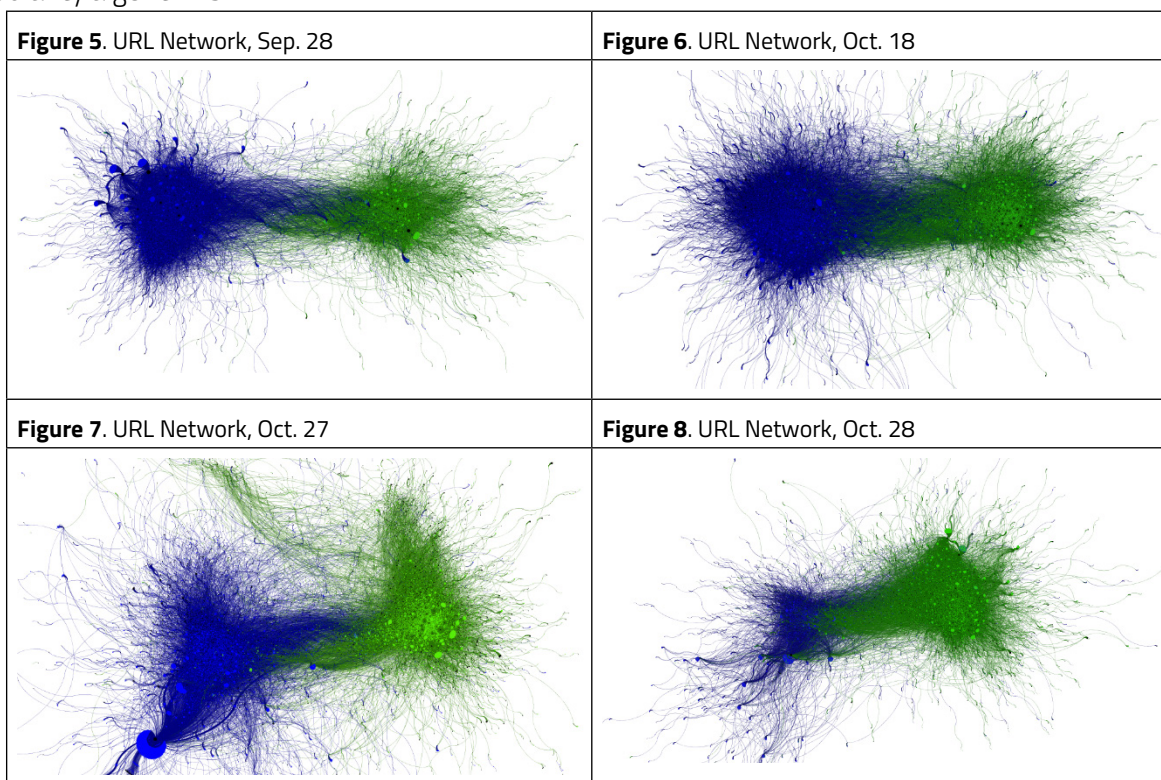 Figure 5. URL Network, Sep. 28
Figure 6. URL Network, Oct. 18
Figure 7. URL Network, Oct. 27
Figure 8. URL Network, Oct. 28